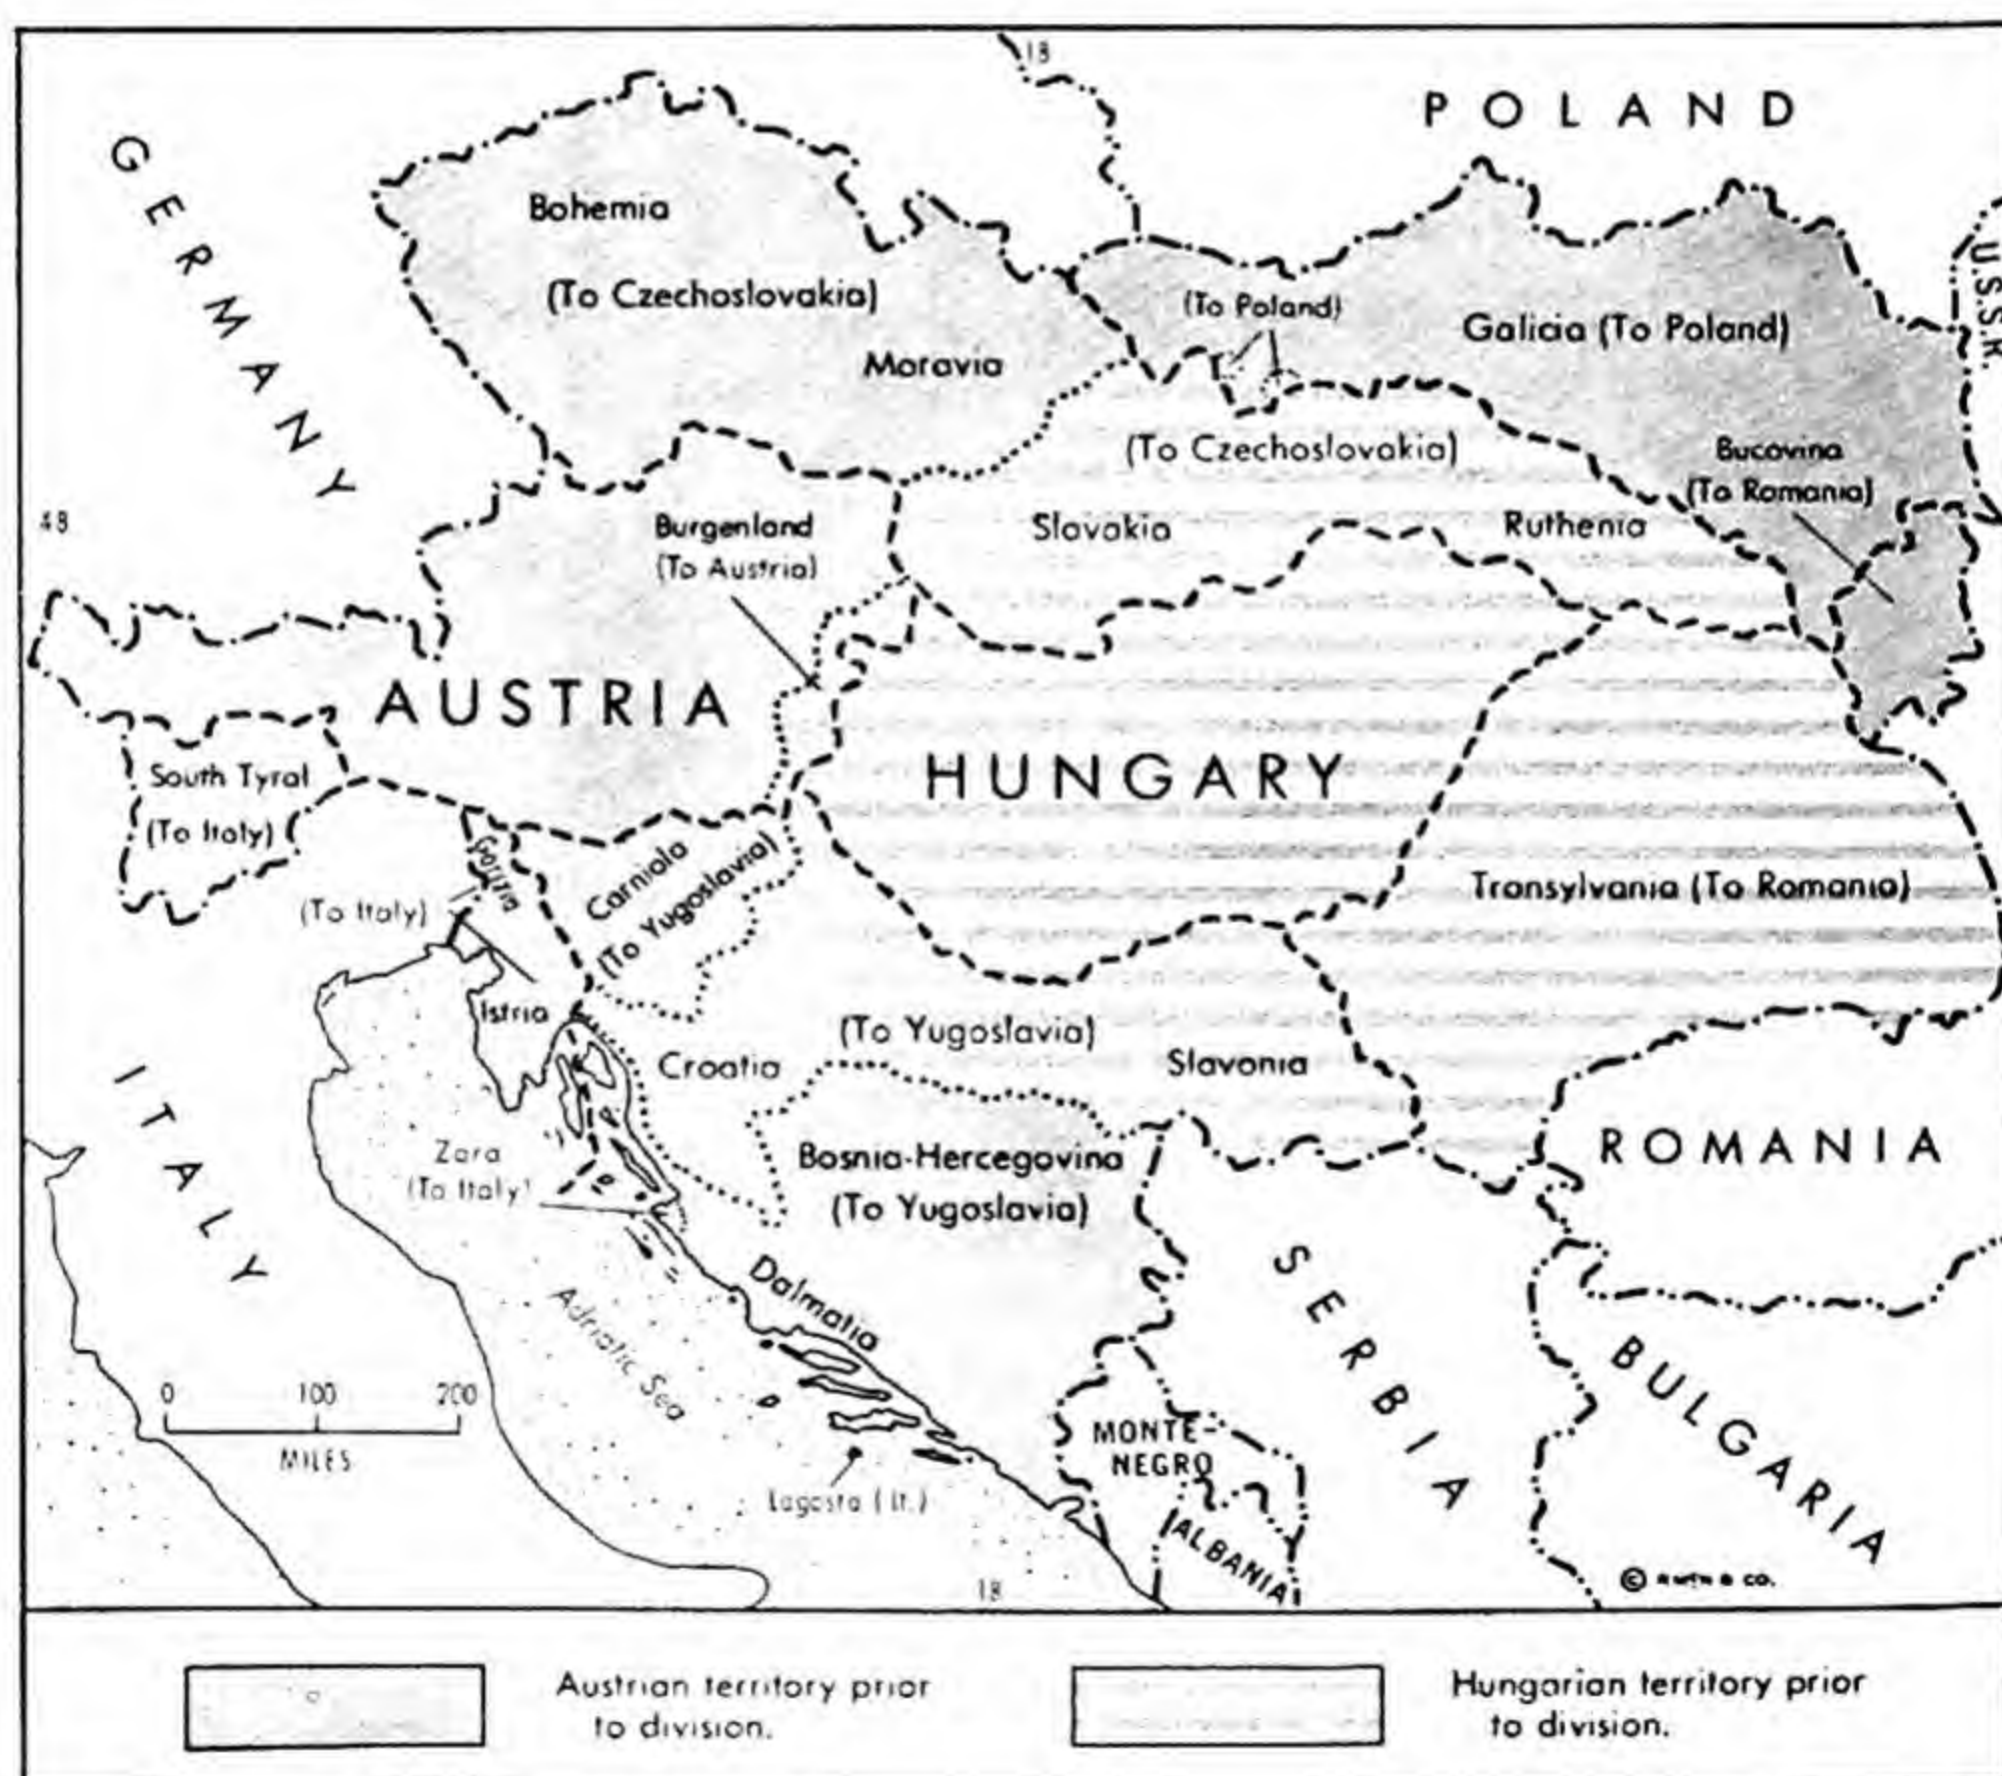 18
POLAND
GERMANY
Bohemia
(To Czechoslovakia)
Moravia
(To Poland)
Galicia (To Poland)
U.S.S.R.
(To Czechoslovakia)
Bucovina
(To Romania)
48
Burgenland
(To Austria)
Slovakia
Ruthenia
AUSTRIA
HUNGARY
South Tyral
(To Italy)
Gorizia
Carniola
(To Yugoslavia)
Transylvania (To Romania)
(To Italy)
Istria
(To Yugoslavia)
Croatia
Slavonia
ITALY
Zara
(To Italy)
Bosnia-Hercegovina
(To Yugoslavia)
ROMANIA
Dalmatia
Adriatic Sea
SERBIA
BULGARIA
0 100 200
MILES
MONTE-
NEGRO
Lagosta (It.)
ALBANIA
18
© & CO.
Austrian territory prior
to division.
Hungarian territory prior
to division.